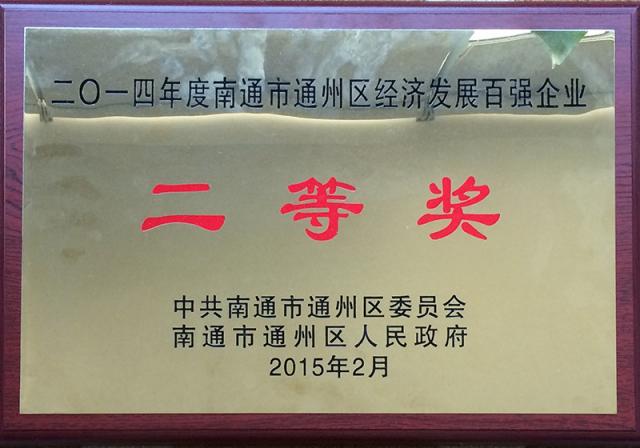 二〇一四年度南通市通州区经济发展百强企业
二等奖
中共南通市通州区委员会
南通市通州区人民政府
2015年2月